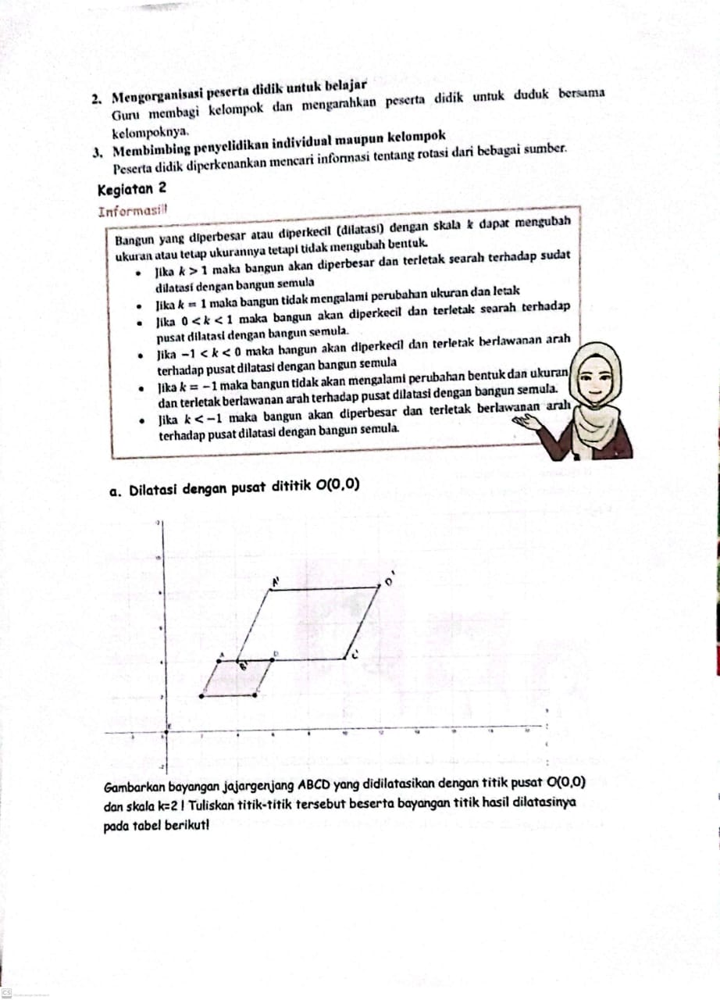 2. Mengorganisasi peserta didik untuk belajar
Guru membagi kelompok dan mengarahkan peserta didik untuk duduk bersama
kelompoknya.
3. Membimbing penyelidikan individual maupun kelompok
Peserta didik diperkenankan mencari informasi tentang rotasi dari bebagai sumber.
Kegiatan 2
Informasi!!
Bangun yang diperbesar atau diperkecil (dilatasi) dengan skala k dapat mengubah
ukuran atau tetap ukurannya tetapi tidak mengubah bentuk.
• Jika k > 1 maka bangun akan diperbesar dan terletak searah terhadap sudat
dilatasi dengan bangun semula
• Jika k = 1 maka bangun tidak mengalami perubahan ukuran dan letak
• Jika 0 < k < 1 maka bangun akan diperkecil dan terletak searah terhadap
pusat dilatasi dengan bangun semula.
• Jika −1 < k < 0 maka bangun akan diperkecil dan terletak berlawanan arah
terhadap pusat dilatasi dengan bangun semula
• Jika k = −1 maka bangun tidak akan mengalami perubahan bentuk dan ukuran
dan terletak berlawanan arah terhadap pusat dilatasi dengan bangun semula.
• Jika k < −1 maka bangun akan diperbesar dan terletak berlawanan arah
terhadap pusat dilatasi dengan bangun semula.
a. Dilatasi dengan pusat dititik O(0,0)
A' D'
A B' D C'
Gambarkan bayangan jajargenjang ABCD yang didilatasikan dengan titik pusat O(0,0)
dan skala k=2 ! Tuliskan titik-titik tersebut beserta bayangan titik hasil dilatasinya
pada tabel berikut!
CS